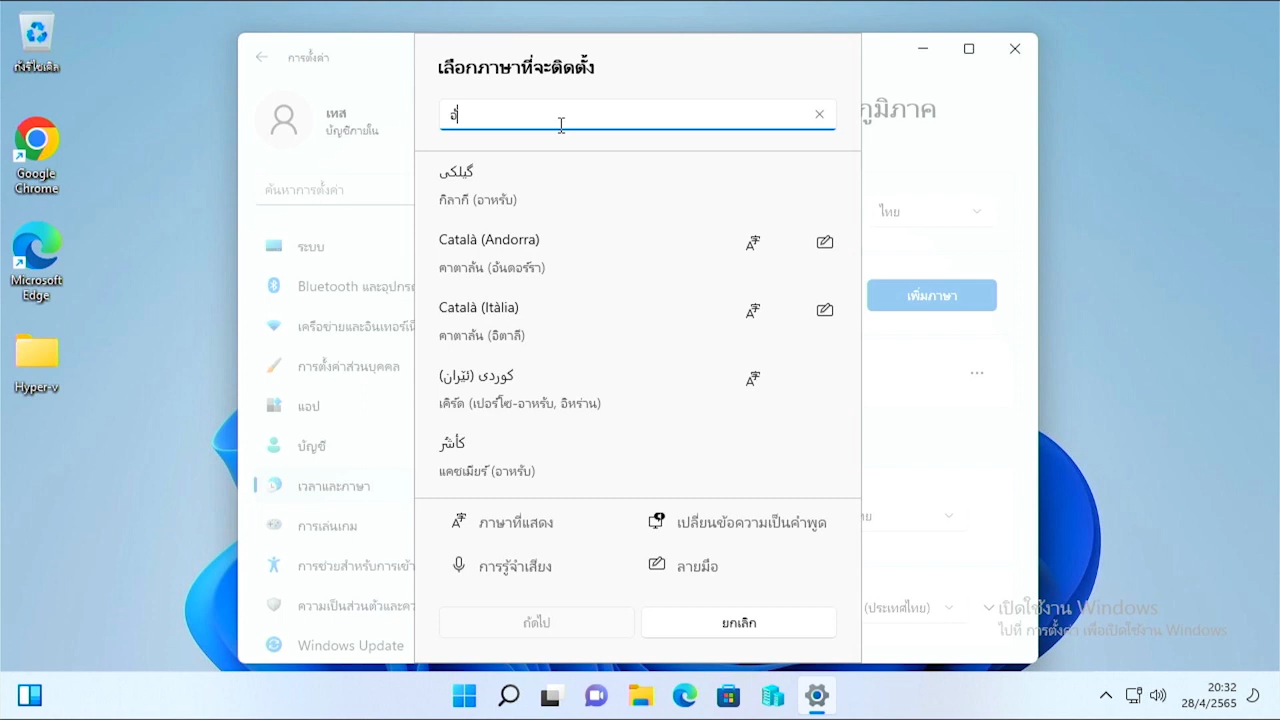 ถังรีไซเคิล
Google
Chrome
Microsoft
Edge
Hyper-v
การตั้งค่า
เทส
บัญชีภายใน
ค้นหาการตั้งค่า
ระบบ
Bluetooth และอุปกร
เครือข่ายและอินเทอร์เน็
การตั้งค่าส่วนบุคคล
แอป
บัญชี
เวลาและภาษา
การเล่นเกม
การช่วยสำหรับการเข้า
ความเป็นส่วนตัวและคว
Windows Update
เลือกภาษาที่จะติดตั้ง
อั
گیلکی
กิลากี (อาหรับ)
Català (Andorra)
คาตาลัน (อันดอร์รา)
Català (Itàlia)
คาตาลัน (อิตาลี)
کوردی (ئێران)
เคิร์ด (เปอร์โซ-อาหรับ, อิหร่าน)
کٲشُر
แคชเมียร์ (อาหรับ)
ภาษาที่แสดง
เปลี่ยนข้อความเป็นคำพูด
การรู้จำเสียง
ลายมือ
ถัดไป
ยกเลิก
ภูมิภาค
ไทย
เพิ่มภาษา
(ประเทศไทย)
เปิดใช้งาน Windows
ไปที่ การตั้งค่า เพื่อเปิดใช้งาน Windows
20:32
28/4/2565